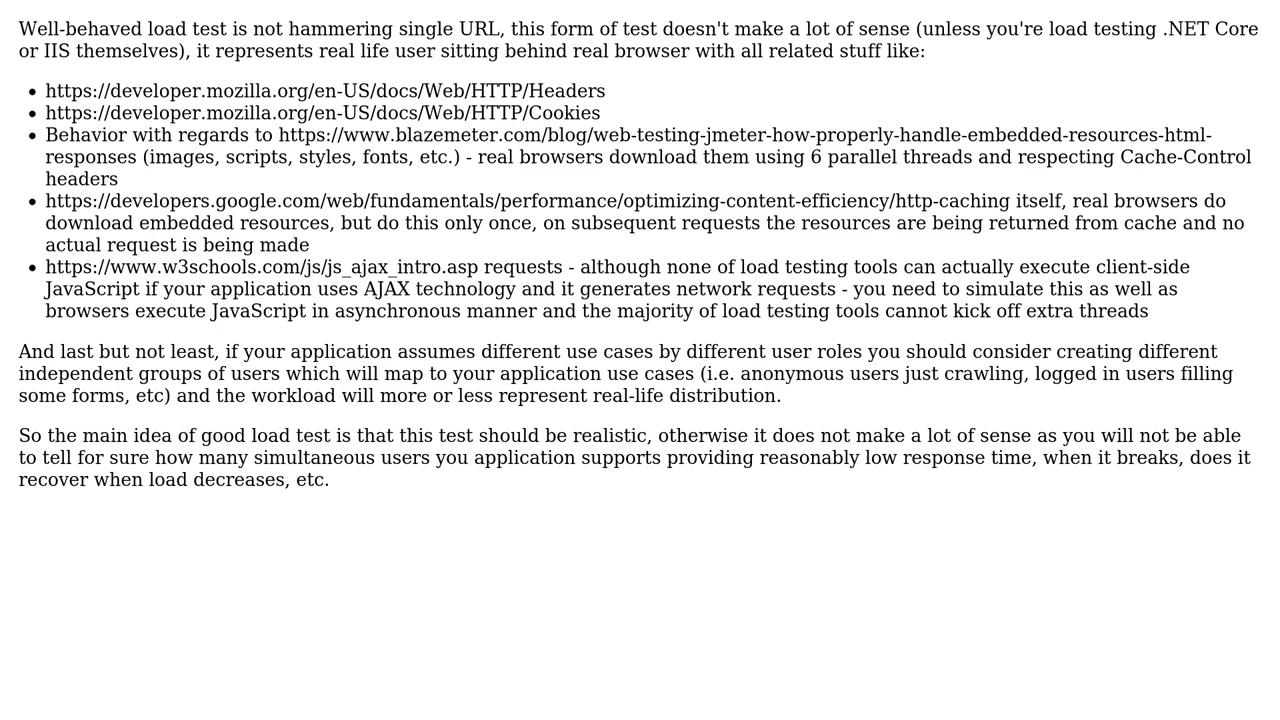 Well-behaved load test is not hammering single URL, this form of test doesn't make a lot of sense (unless you're load testing .NET Core
or IIS themselves), it represents real life user sitting behind real browser with all related stuff like:
• https://developer.mozilla.org/en-US/docs/Web/HTTP/Headers
• https://developer.mozilla.org/en-US/docs/Web/HTTP/Cookies
• Behavior with regards to https://www.blazemeter.com/blog/web-testing-jmeter-how-properly-handle-embedded-resources-html-
responses (images, scripts, styles, fonts, etc.) - real browsers download them using 6 parallel threads and respecting Cache-Control
headers
• https://developers.google.com/web/fundamentals/performance/optimizing-content-efficiency/http-caching itself, real browsers do
download embedded resources, but do this only once, on subsequent requests the resources are being returned from cache and no
actual request is being made
• https://www.w3schools.com/js/js_ajax_intro.asp requests - although none of load testing tools can actually execute client-side
JavaScript if your application uses AJAX technology and it generates network requests - you need to simulate this as well as
browsers execute JavaScript in asynchronous manner and the majority of load testing tools cannot kick off extra threads
And last but not least, if your application assumes different use cases by different user roles you should consider creating different
independent groups of users which will map to your application use cases (i.e. anonymous users just crawling, logged in users filling
some forms, etc) and the workload will more or less represent real-life distribution.
So the main idea of good load test is that this test should be realistic, otherwise it does not make a lot of sense as you will not be able
to tell for sure how many simultaneous users you application supports providing reasonably low response time, when it breaks, does it
recover when load decreases, etc.